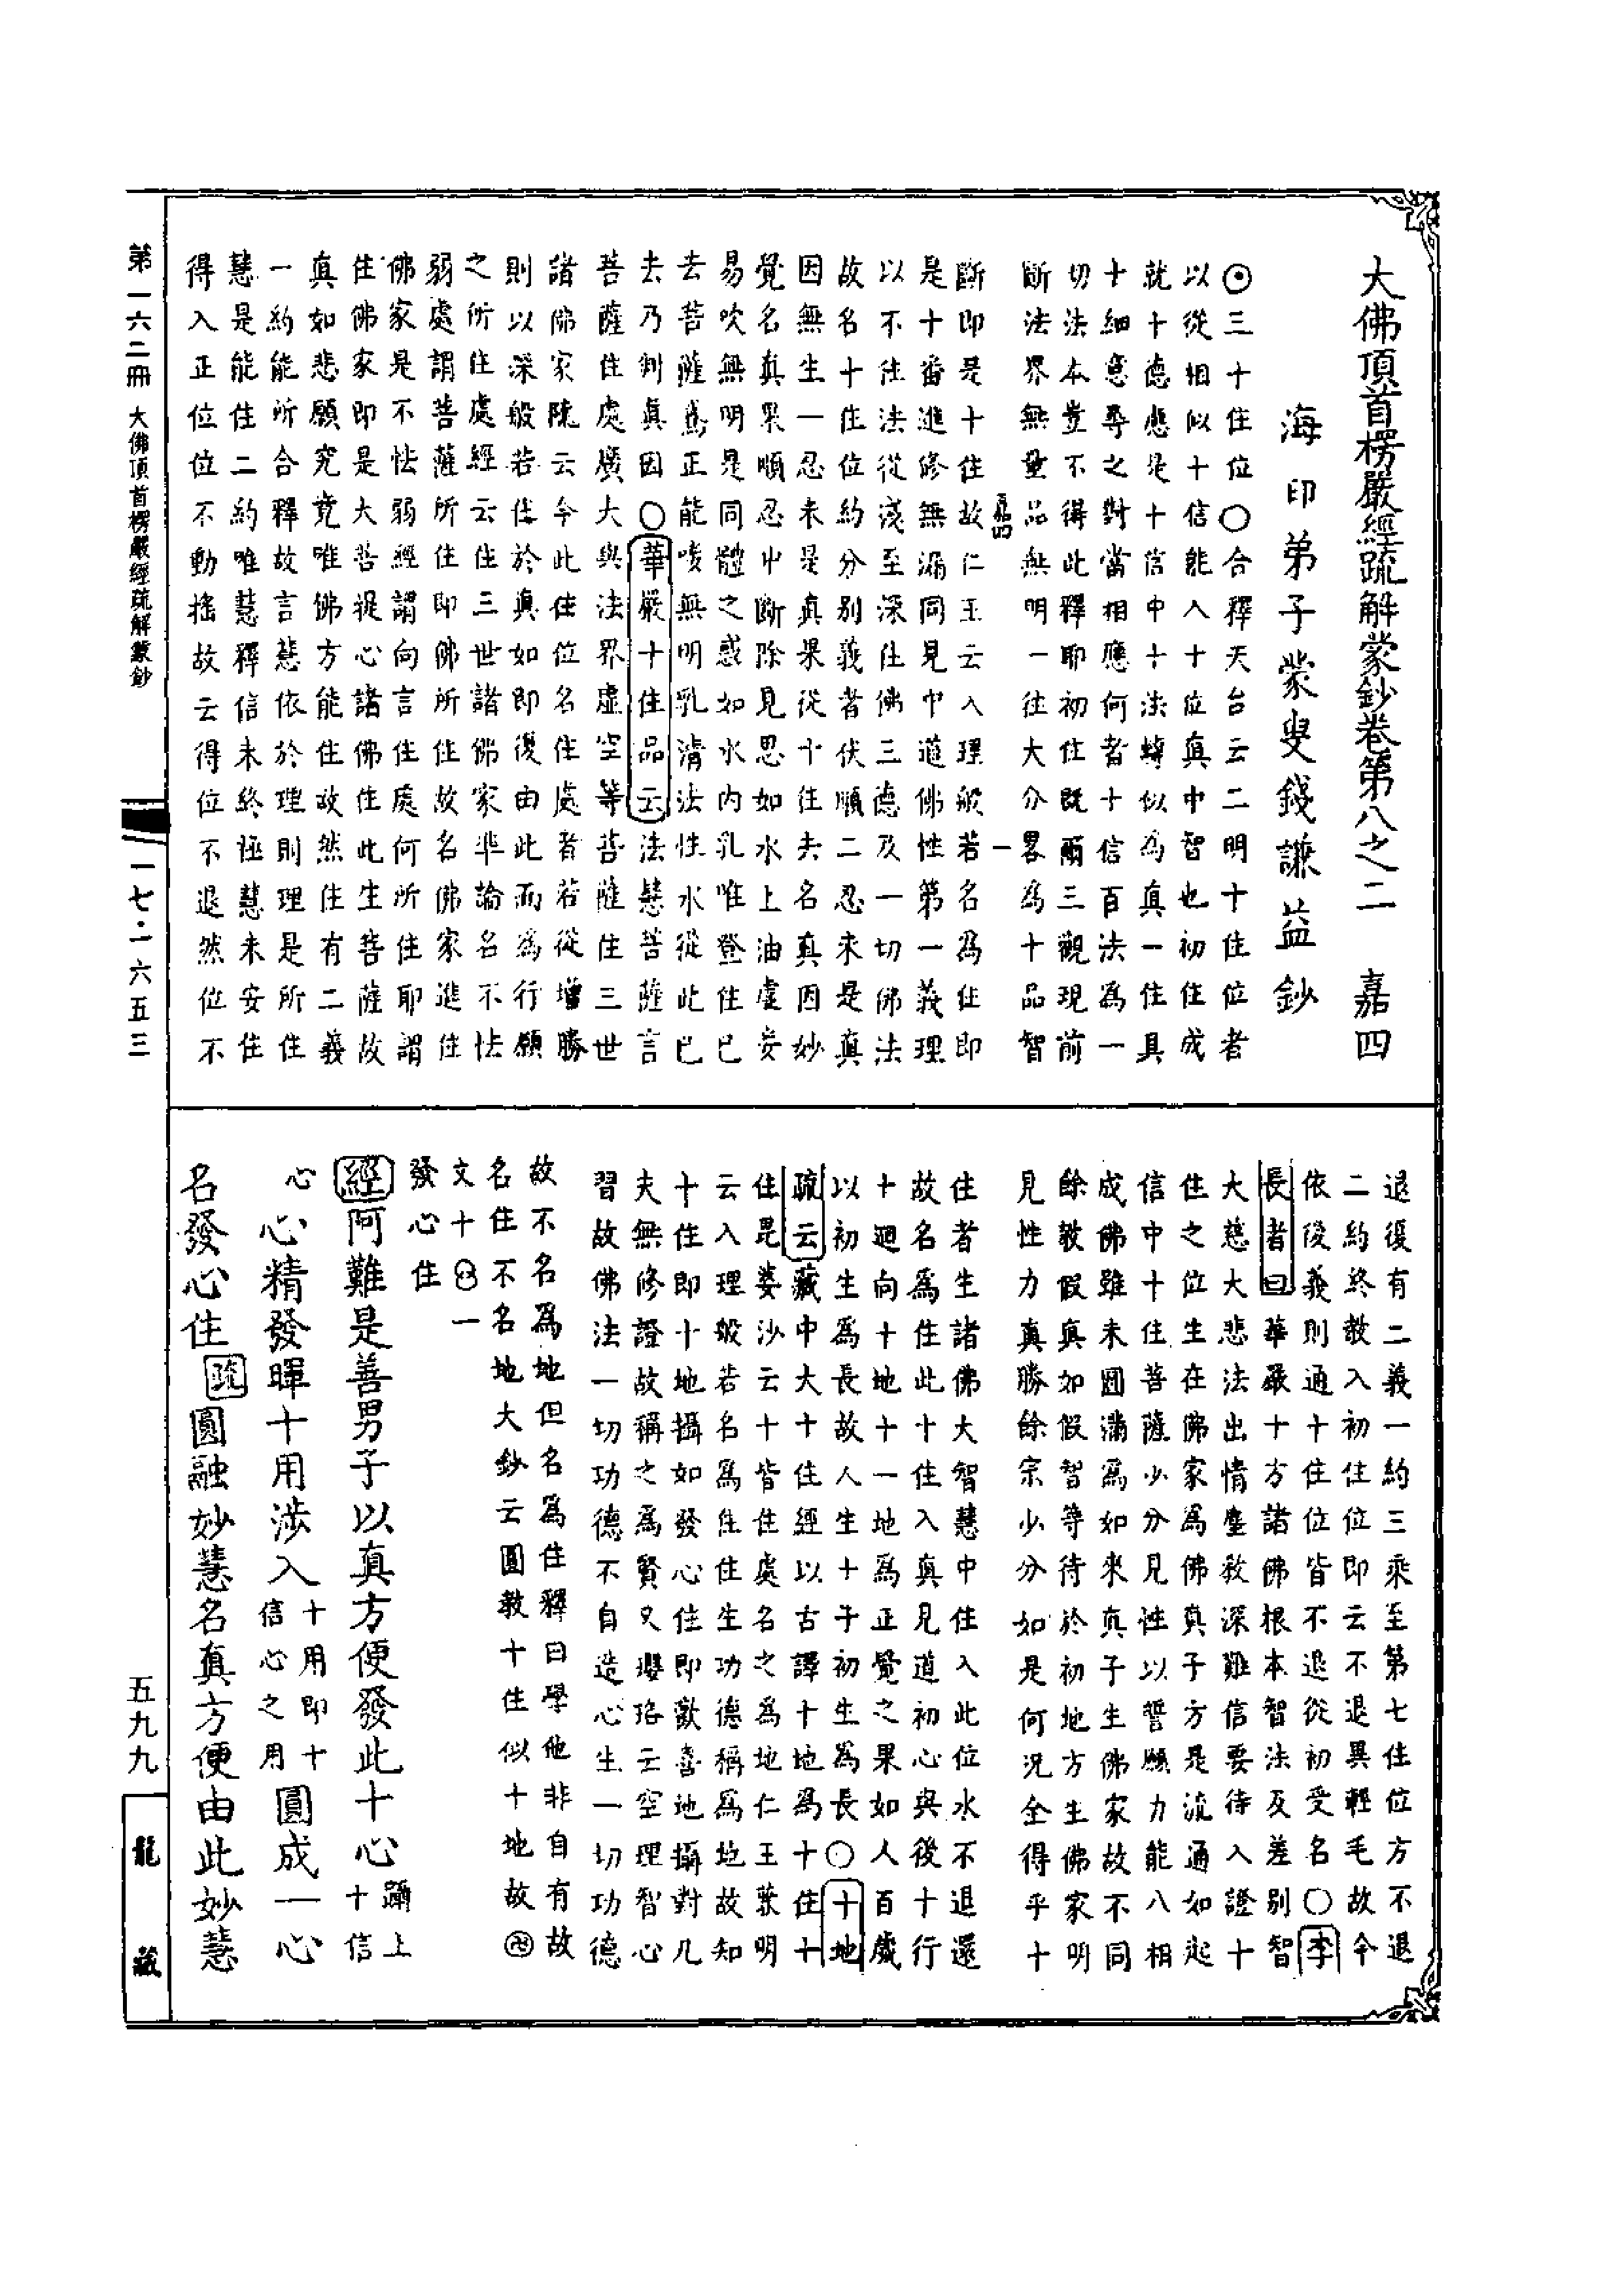 大佛頂首楞嚴經疏解蒙鈔卷第八之二　嘉四
海印弟子蒙叟錢謙益鈔
⊙三十住位○合釋天台云二明十住位者
以從相似十信能入十住真中智也初住成
就十德應是十信中十法轉似為真一住具
十細意尋之對當相應何者十信百法為一
切法本豈不得此釋耶初住既爾三觀現前
斷法界無量品無明一往大分畧為十品智
嘉四
一
斷即是十住故仁王云入理般若名為住即
是十番進修無漏同見中道佛性第一義理
以不住法從淺至深住佛三德及一切佛法
故名十住位約分別義者伏順二忍未是真
因無生一忍未是真果從十住去名真因妙
覺名真果順忍中斷除見思如水上油虛妄
易吹無明是同體之惑如水內乳唯登住已
去菩薩鵞王能唼無明乳清法性水從此已
去乃判真因○華嚴十住品云法慧菩薩言
菩薩住處廣大與法界虛空等菩薩住三世
諸佛家疏云今此住位名住處者若從增勝
則以深般若住於真如即復由此而為行願
之所住處經云住三世諸佛家毗論名不怯
弱處謂菩薩所住即佛所住故名佛家進住
佛家是不怯弱經謂向言住處何所住耶謂
住佛家即是大菩提心諸佛住此生菩薩故
真如悲願究竟唯佛方能住故然住有二義
一約能所合釋故言慧依於理則理是所住
慧是能住二約唯慧釋信未終極慧未安住
得入正位位不動搖故云得位不退然位不
退復有二義一約三乘至第七住位方不退
二約終教入初住位即云不退異輕毛故今
依後義則通十住位皆不退從初受名○李
長者曰華嚴十方諸佛根本智法及差別智
大慈大悲法出情塵教深難信要待入證十
住之位生在佛家為佛真子方是流通如起
信中十住菩薩少分見性以誓願力能八相
成佛雖未圓滿為如來真子生佛家故不同
餘教假真如假智等待於初地方生佛家明
見性力真勝餘宗少分如是何況全得乎十
住者生諸佛大智慧中住入此位永不退還
故名為住此十住入真見道初心與後十行
十迴向十地十一地為正覺之果如人百歲
以初生為長故人生十子初生為長○十地
疏云藏中大十住經以古譯十地為十住十
住毘婆沙云十皆住處名之為地仁王業明
云入理般若名為住住生功德稱為地故知
十住即十地攝如發心住即歡喜地攝對凡
夫無修證故稱之為賢又瓔珞云空理智心
習故佛法一切功德不自造心生一切功德
故不名為地但名為住釋曰學他非自有故
名住不名地大鈔云圓教十住似十地故㊣
文十㊀一
發心住
經阿難是善男子以真方便發此十心躡上十信
心心精發暉十用涉入十用即十信心之用圓成一心
名發心住疏圓融妙慧名真方便由此妙慧
第一六二冊　大佛頂首楞嚴經疏解蒙鈔
一七·二六五三
五九九
龍藏